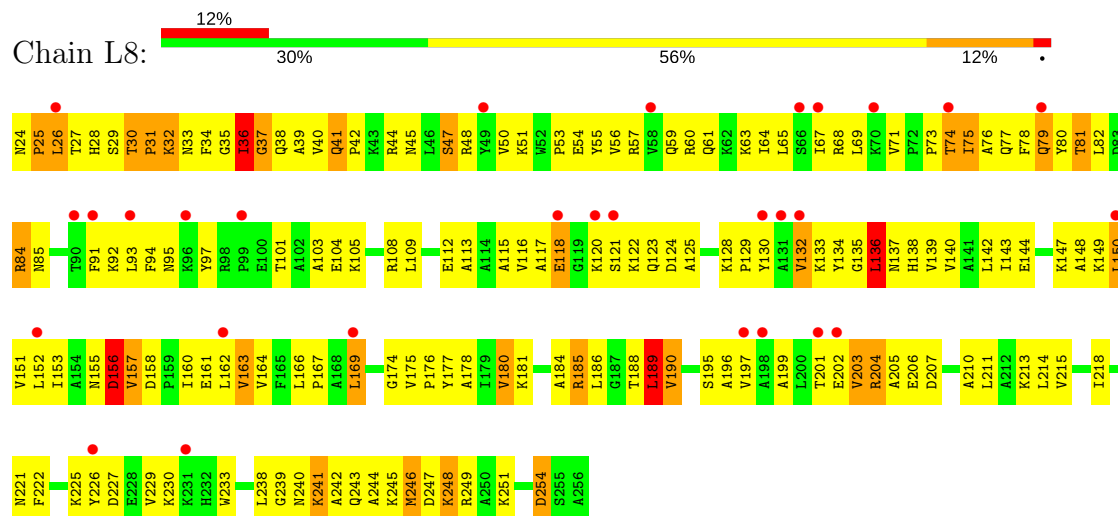 12%
Chain L8:
30% 56% 12% •
N24 P25 L26 T27 H28 S29 T30 P31 K32 N33 F34 G35 I36 G37 Q38 A39 V40 Q41 P42 K43 R44 N45 L46 S47 R48 Y49 V50 K51 W52 P53 E54 Y55 V56 R57 V58 Q59 R60 Q61 K62 K63 I64 L65 S66 I67 R68 L69 K70 V71 P72 P73 T74 I75 A76 Q77 F78 Q79 Y80 T81 L82 D83
R84 N85 T90 F91 K92 L93 F94 N95 K96 Y97 R98 P99 E100 T101 A102 A103 E104 K105 R108 L109 E112 A113 A114 A115 V116 A117 E118 G119 K120 S121 K122 Q123 D124 A125 K128 P129 Y130 A131 V132 K133 Y134 G135 L136 N137 H138 V139 V140 A141 L142 I143 E144 K147 A148 K149 L150
V151 L152 I153 A154 N155 D156 V157 D158 P159 I160 E161 L162 V163 V164 F165 L166 P167 A168 L169 G174 V175 P176 Y177 A178 I179 V180 K181 A184 R185 L186 G187 T188 L189 V190 S195 A196 V197 A198 A199 L200 T201 E202 V203 R204 A205 E206 D207 A210 L211 A212 K213 L214 V215 I218
N221 F222 K225 Y226 D227 E228 V229 K230 K231 H232 W233 L238 G239 N240 K241 A242 Q243 A244 K245 M246 D247 K248 R249 A250 K251 D254 S255 A256